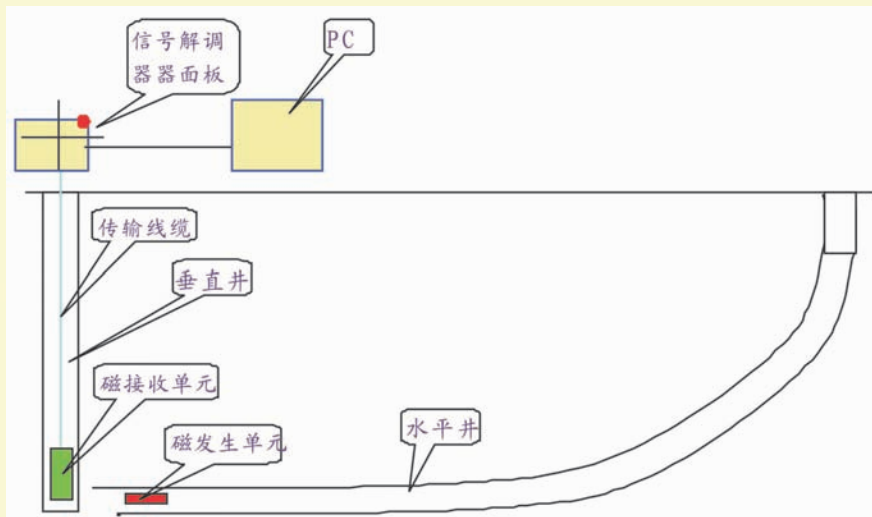 信号解调
器器面板
PC
传输线缆
垂直井
磁接收单元
磁发生单元
水平井